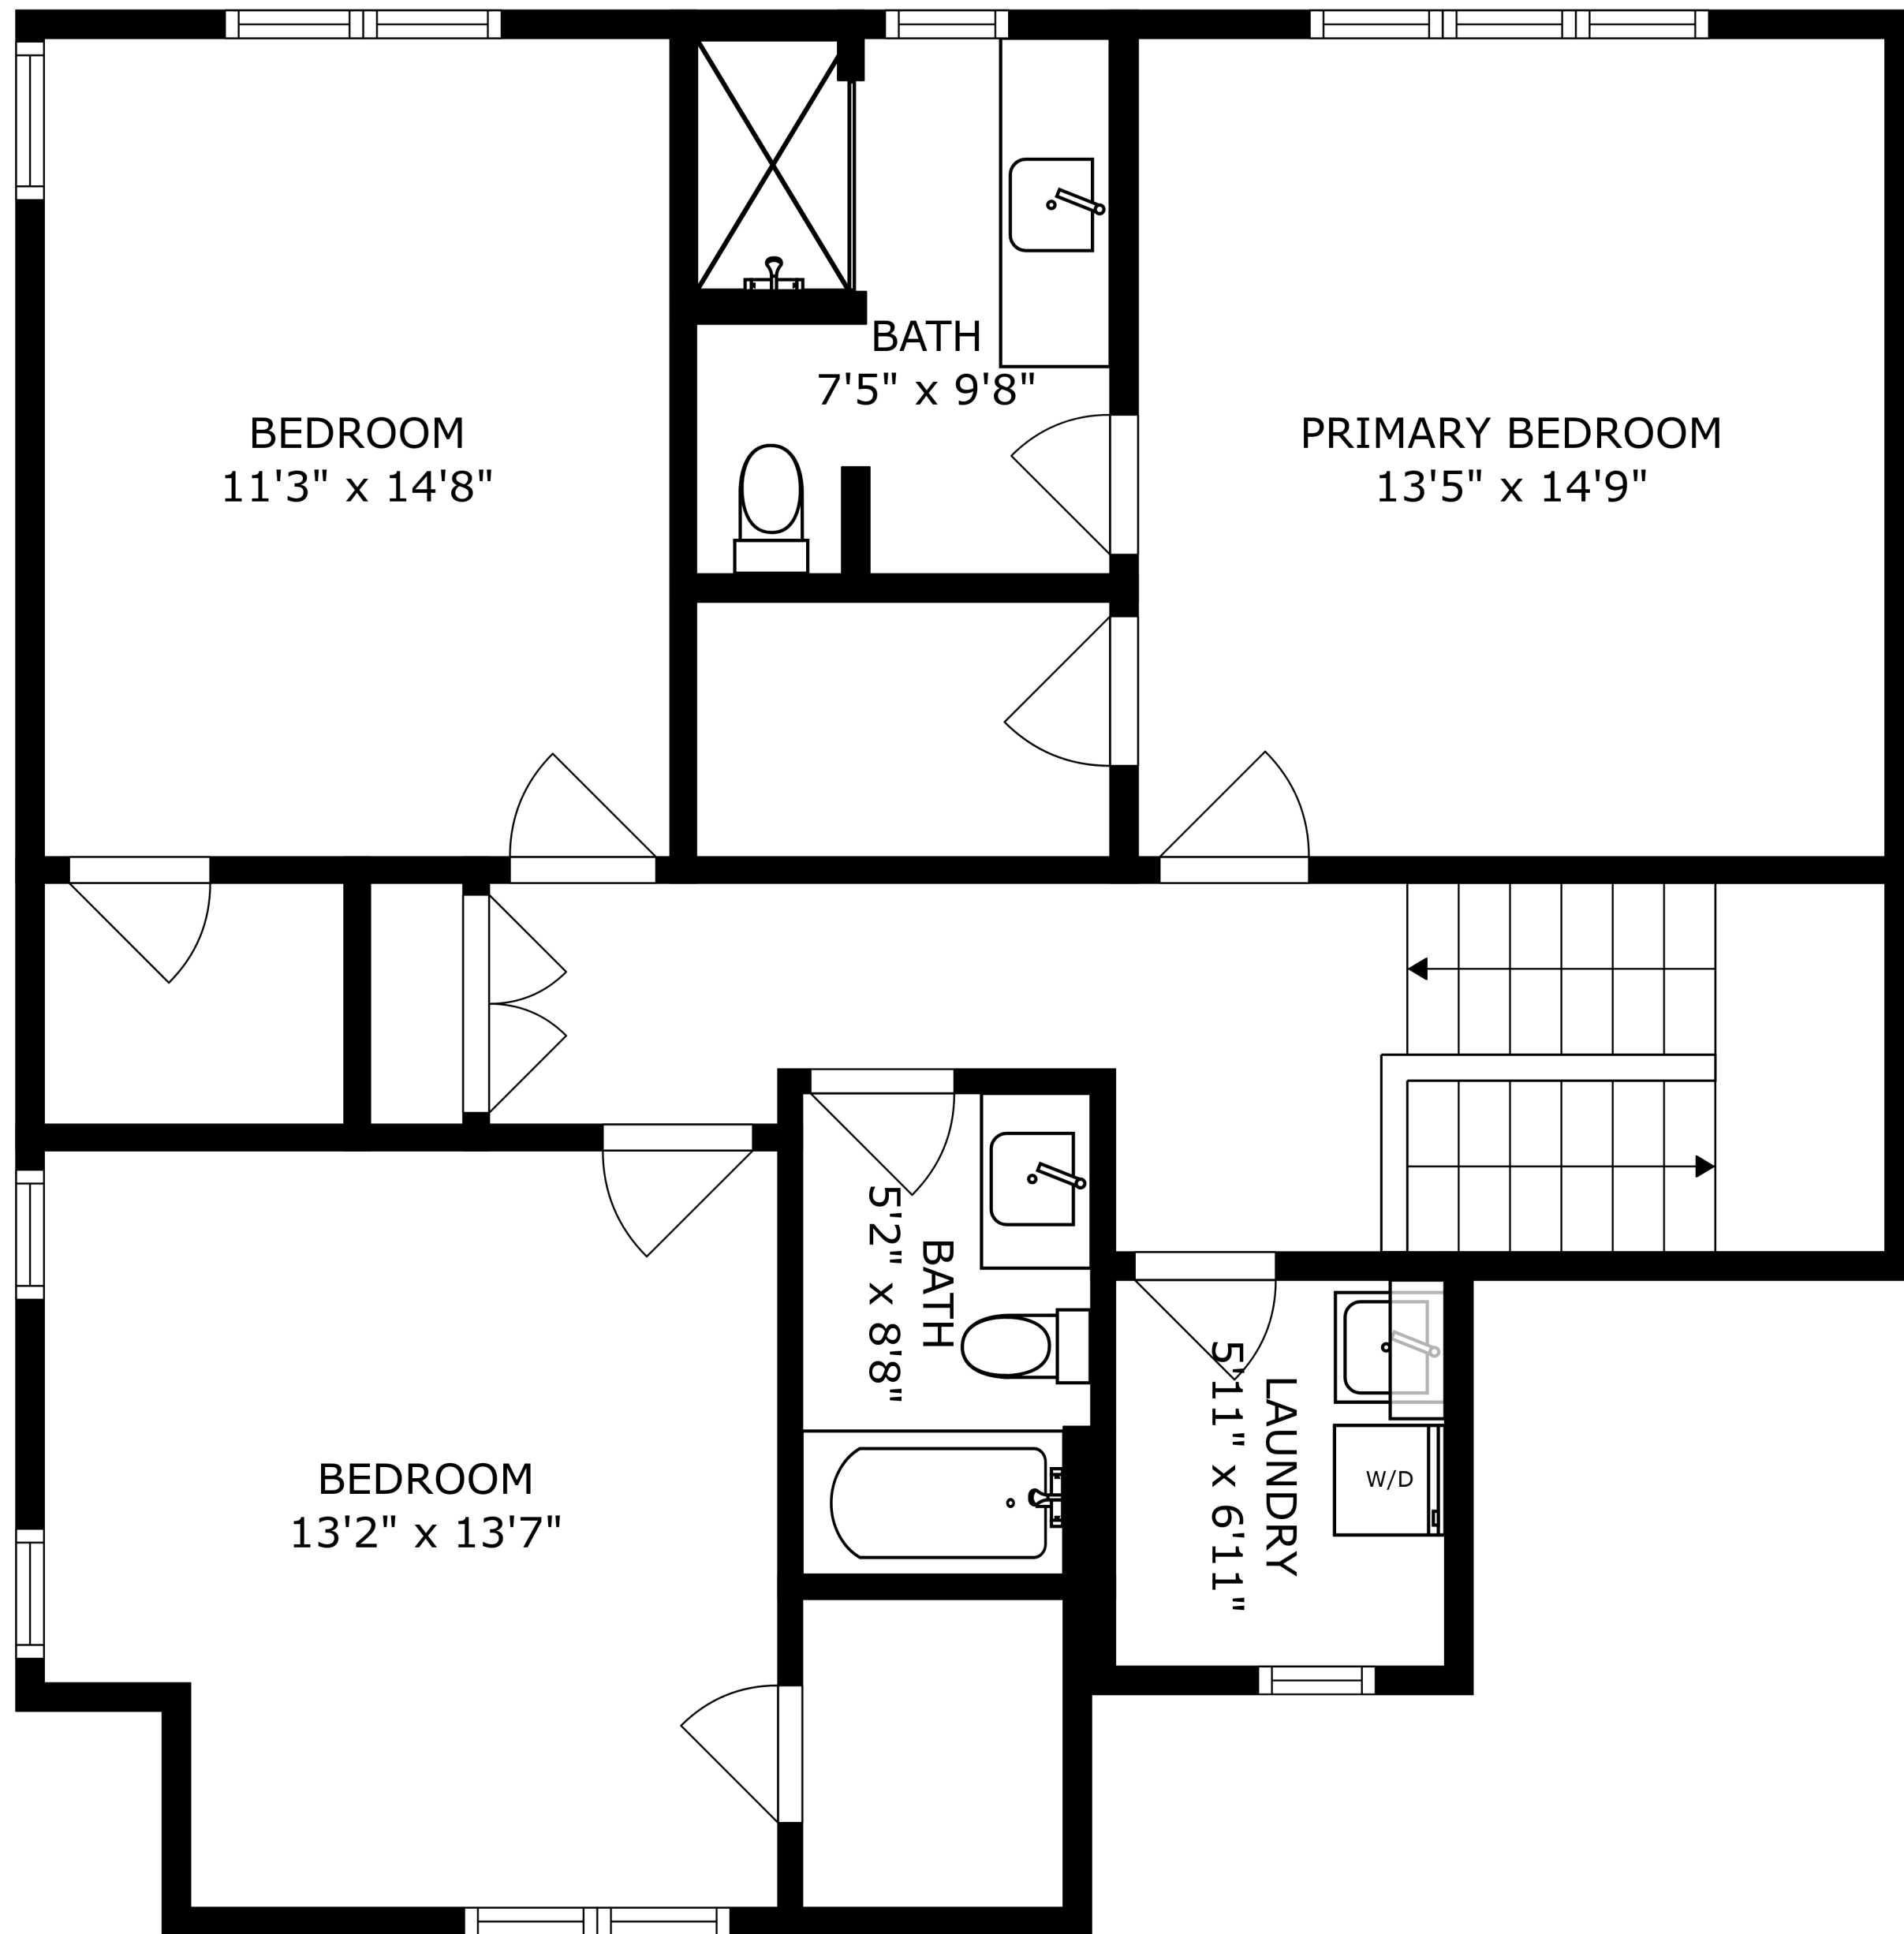 BATH
7'5" x 9'8"
BEDROOM
11'3" x 14'8"
PRIMARY BEDROOM
13'5" x 14'9"
BATH
5'2" x 8'8"
LAUNDRY
5'11" x 6'11"
W/D
BEDROOM
13'2" x 13'7"